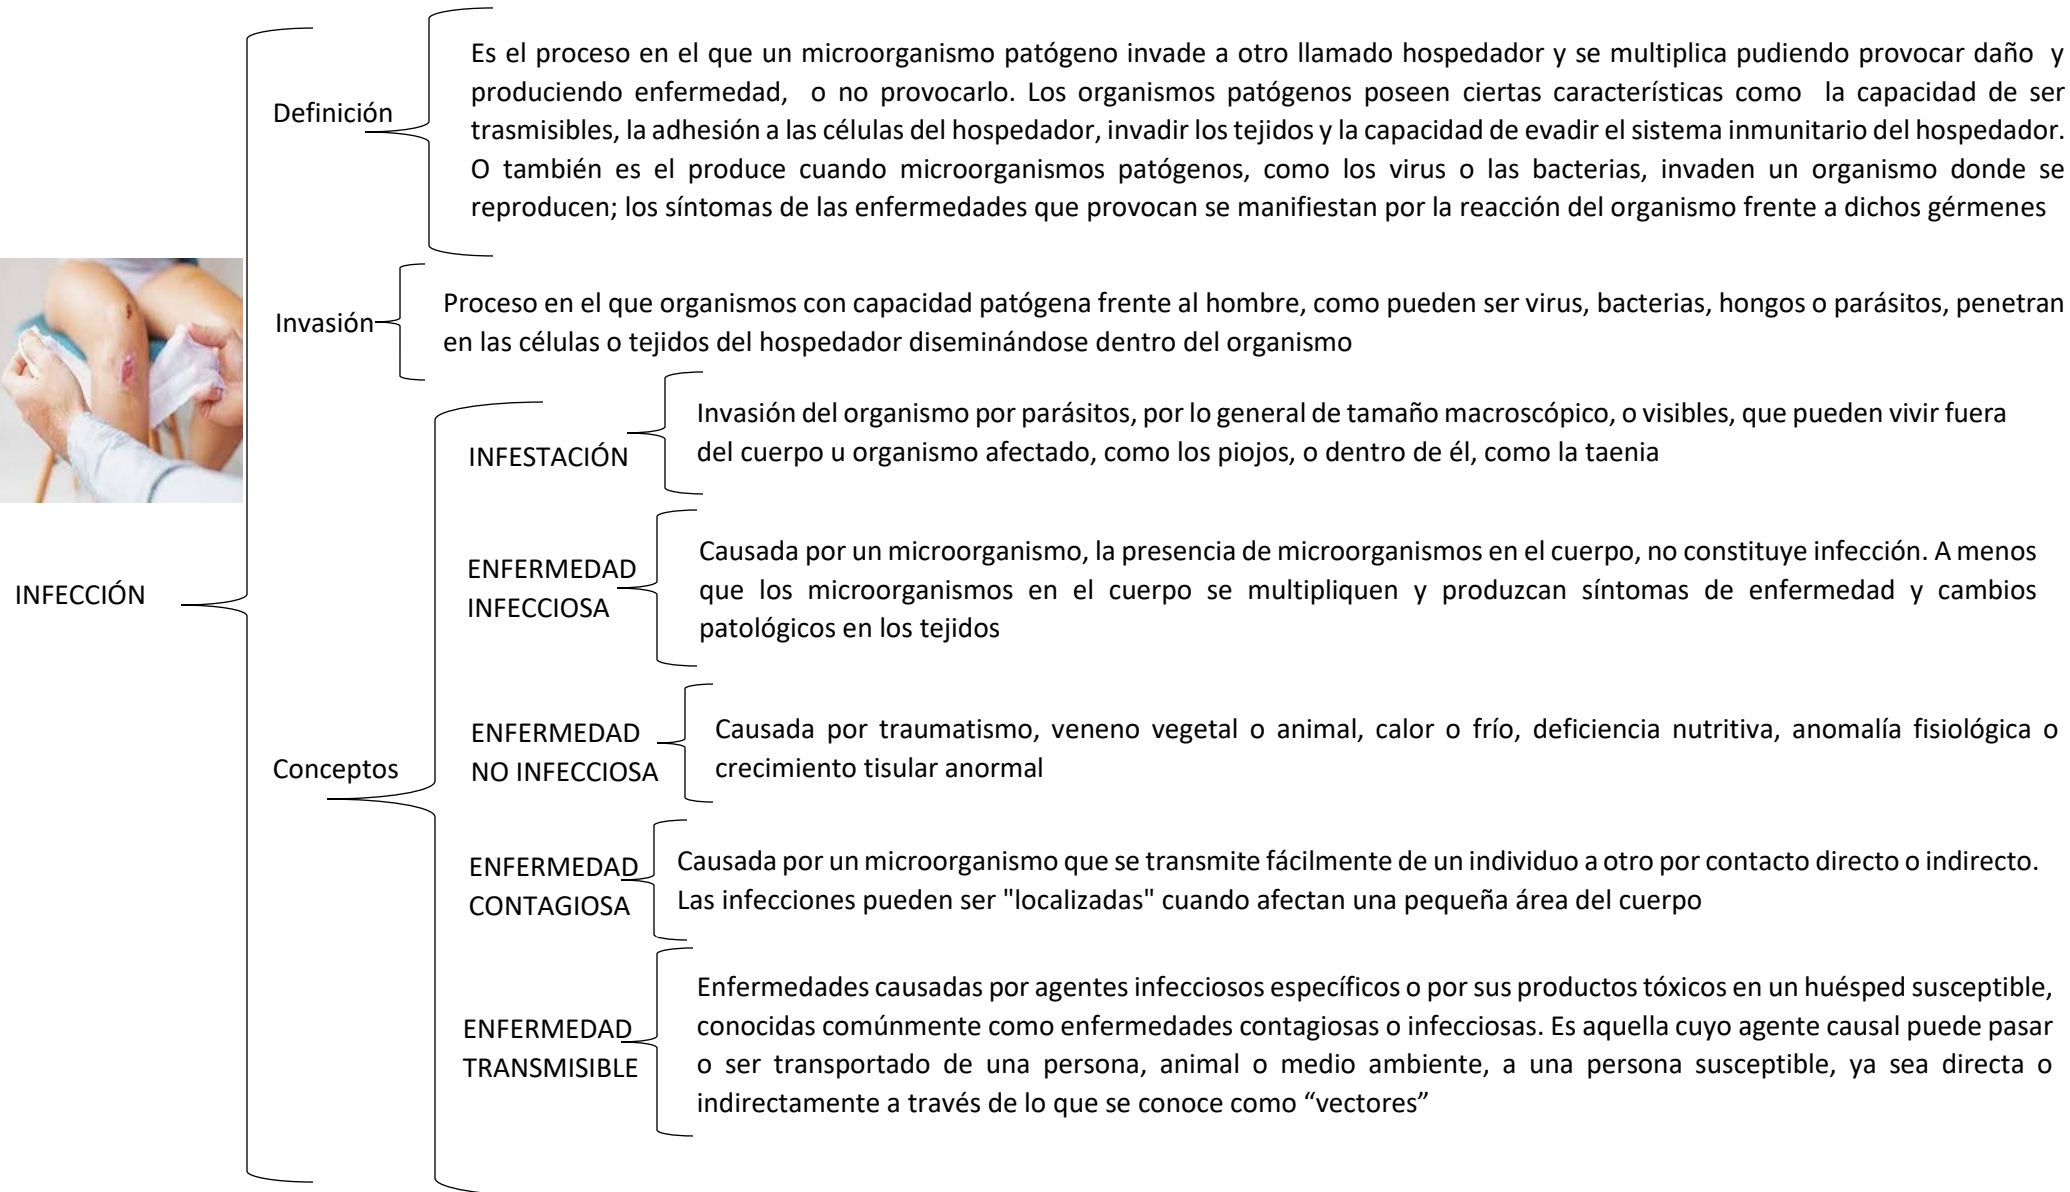 Definición
Es el proceso en el que un microorganismo patógeno invade a otro llamado hospedador y se multiplica pudiendo provocar daño y
produciendo enfermedad, o no provocarlo. Los organismos patógenos poseen ciertas características como la capacidad de ser
trasmisibles, la adhesión a las células del hospedador, invadir los tejidos y la capacidad de evadir el sistema inmunitario del hospedador.
O también es el produce cuando microorganismos patógenos, como los virus o las bacterias, invaden un organismo donde se
reproducen; los síntomas de las enfermedades que provocan se manifiestan por la reacción del organismo frente a dichos gérmenes
Invasión
Proceso en el que organismos con capacidad patógena frente al hombre, como pueden ser virus, bacterias, hongos o parásitos, penetran
en las células o tejidos del hospedador diseminándose dentro del organismo
INFECCIÓN
Conceptos
INFESTACIÓN
Invasión del organismo por parásitos, por lo general de tamaño macroscópico, o visibles, que pueden vivir fuera
del cuerpo u organismo afectado, como los piojos, o dentro de él, como la taenia
ENFERMEDAD
INFECCIOSA
Causada por un microorganismo, la presencia de microorganismos en el cuerpo, no constituye infección. A menos
que los microorganismos en el cuerpo se multipliquen y produzcan síntomas de enfermedad y cambios
patológicos en los tejidos
ENFERMEDAD
NO INFECCIOSA
Causada por traumatismo, veneno vegetal o animal, calor o frío, deficiencia nutritiva, anomalía fisiológica o
crecimiento tisular anormal
ENFERMEDAD
CONTAGIOSA
Causada por un microorganismo que se transmite fácilmente de un individuo a otro por contacto directo o indirecto.
Las infecciones pueden ser "localizadas" cuando afectan una pequeña área del cuerpo
ENFERMEDAD
TRANSMISIBLE
Enfermedades causadas por agentes infecciosos específicos o por sus productos tóxicos en un huésped susceptible,
conocidas comúnmente como enfermedades contagiosas o infecciosas. Es aquella cuyo agente causal puede pasar
o ser transportado de una persona, animal o medio ambiente, a una persona susceptible, ya sea directa o
indirectamente a través de lo que se conoce como “vectores”